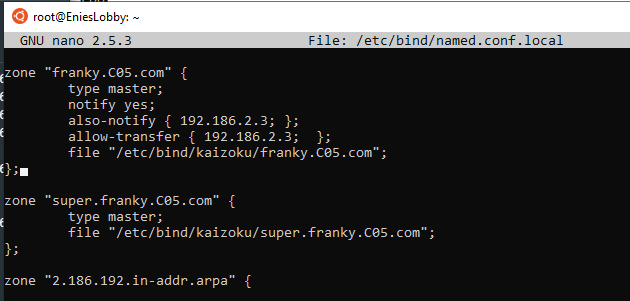 root@EniesLobby: ~
GNU nano 2.5.3 File: /etc/bind/named.conf.local
zone "franky.C05.com" {
type master;
notify yes;
also-notify { 192.186.2.3; };
allow-transfer { 192.186.2.3;  };
file "/etc/bind/kaizoku/franky.C05.com";
};
zone "super.franky.C05.com" {
type master;
file "/etc/bind/kaizoku/super.franky.C05.com";
};
zone "2.186.192.in-addr.arpa" {